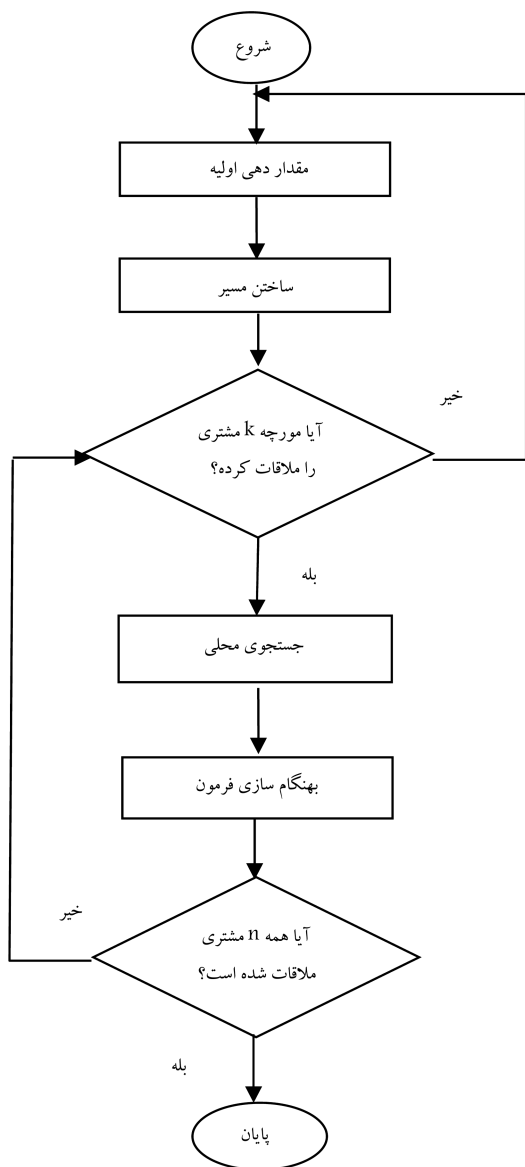 شروع
مقدار دهی اولیه
ساختن مسیر
خیر
آیا مورچه k مشتری
را ملاقات کرده؟
بله
جستجوی محلی
بهنگام سازی فرمون
خیر
آیا همه n مشتری
ملاقات شده است؟
بله
پایان